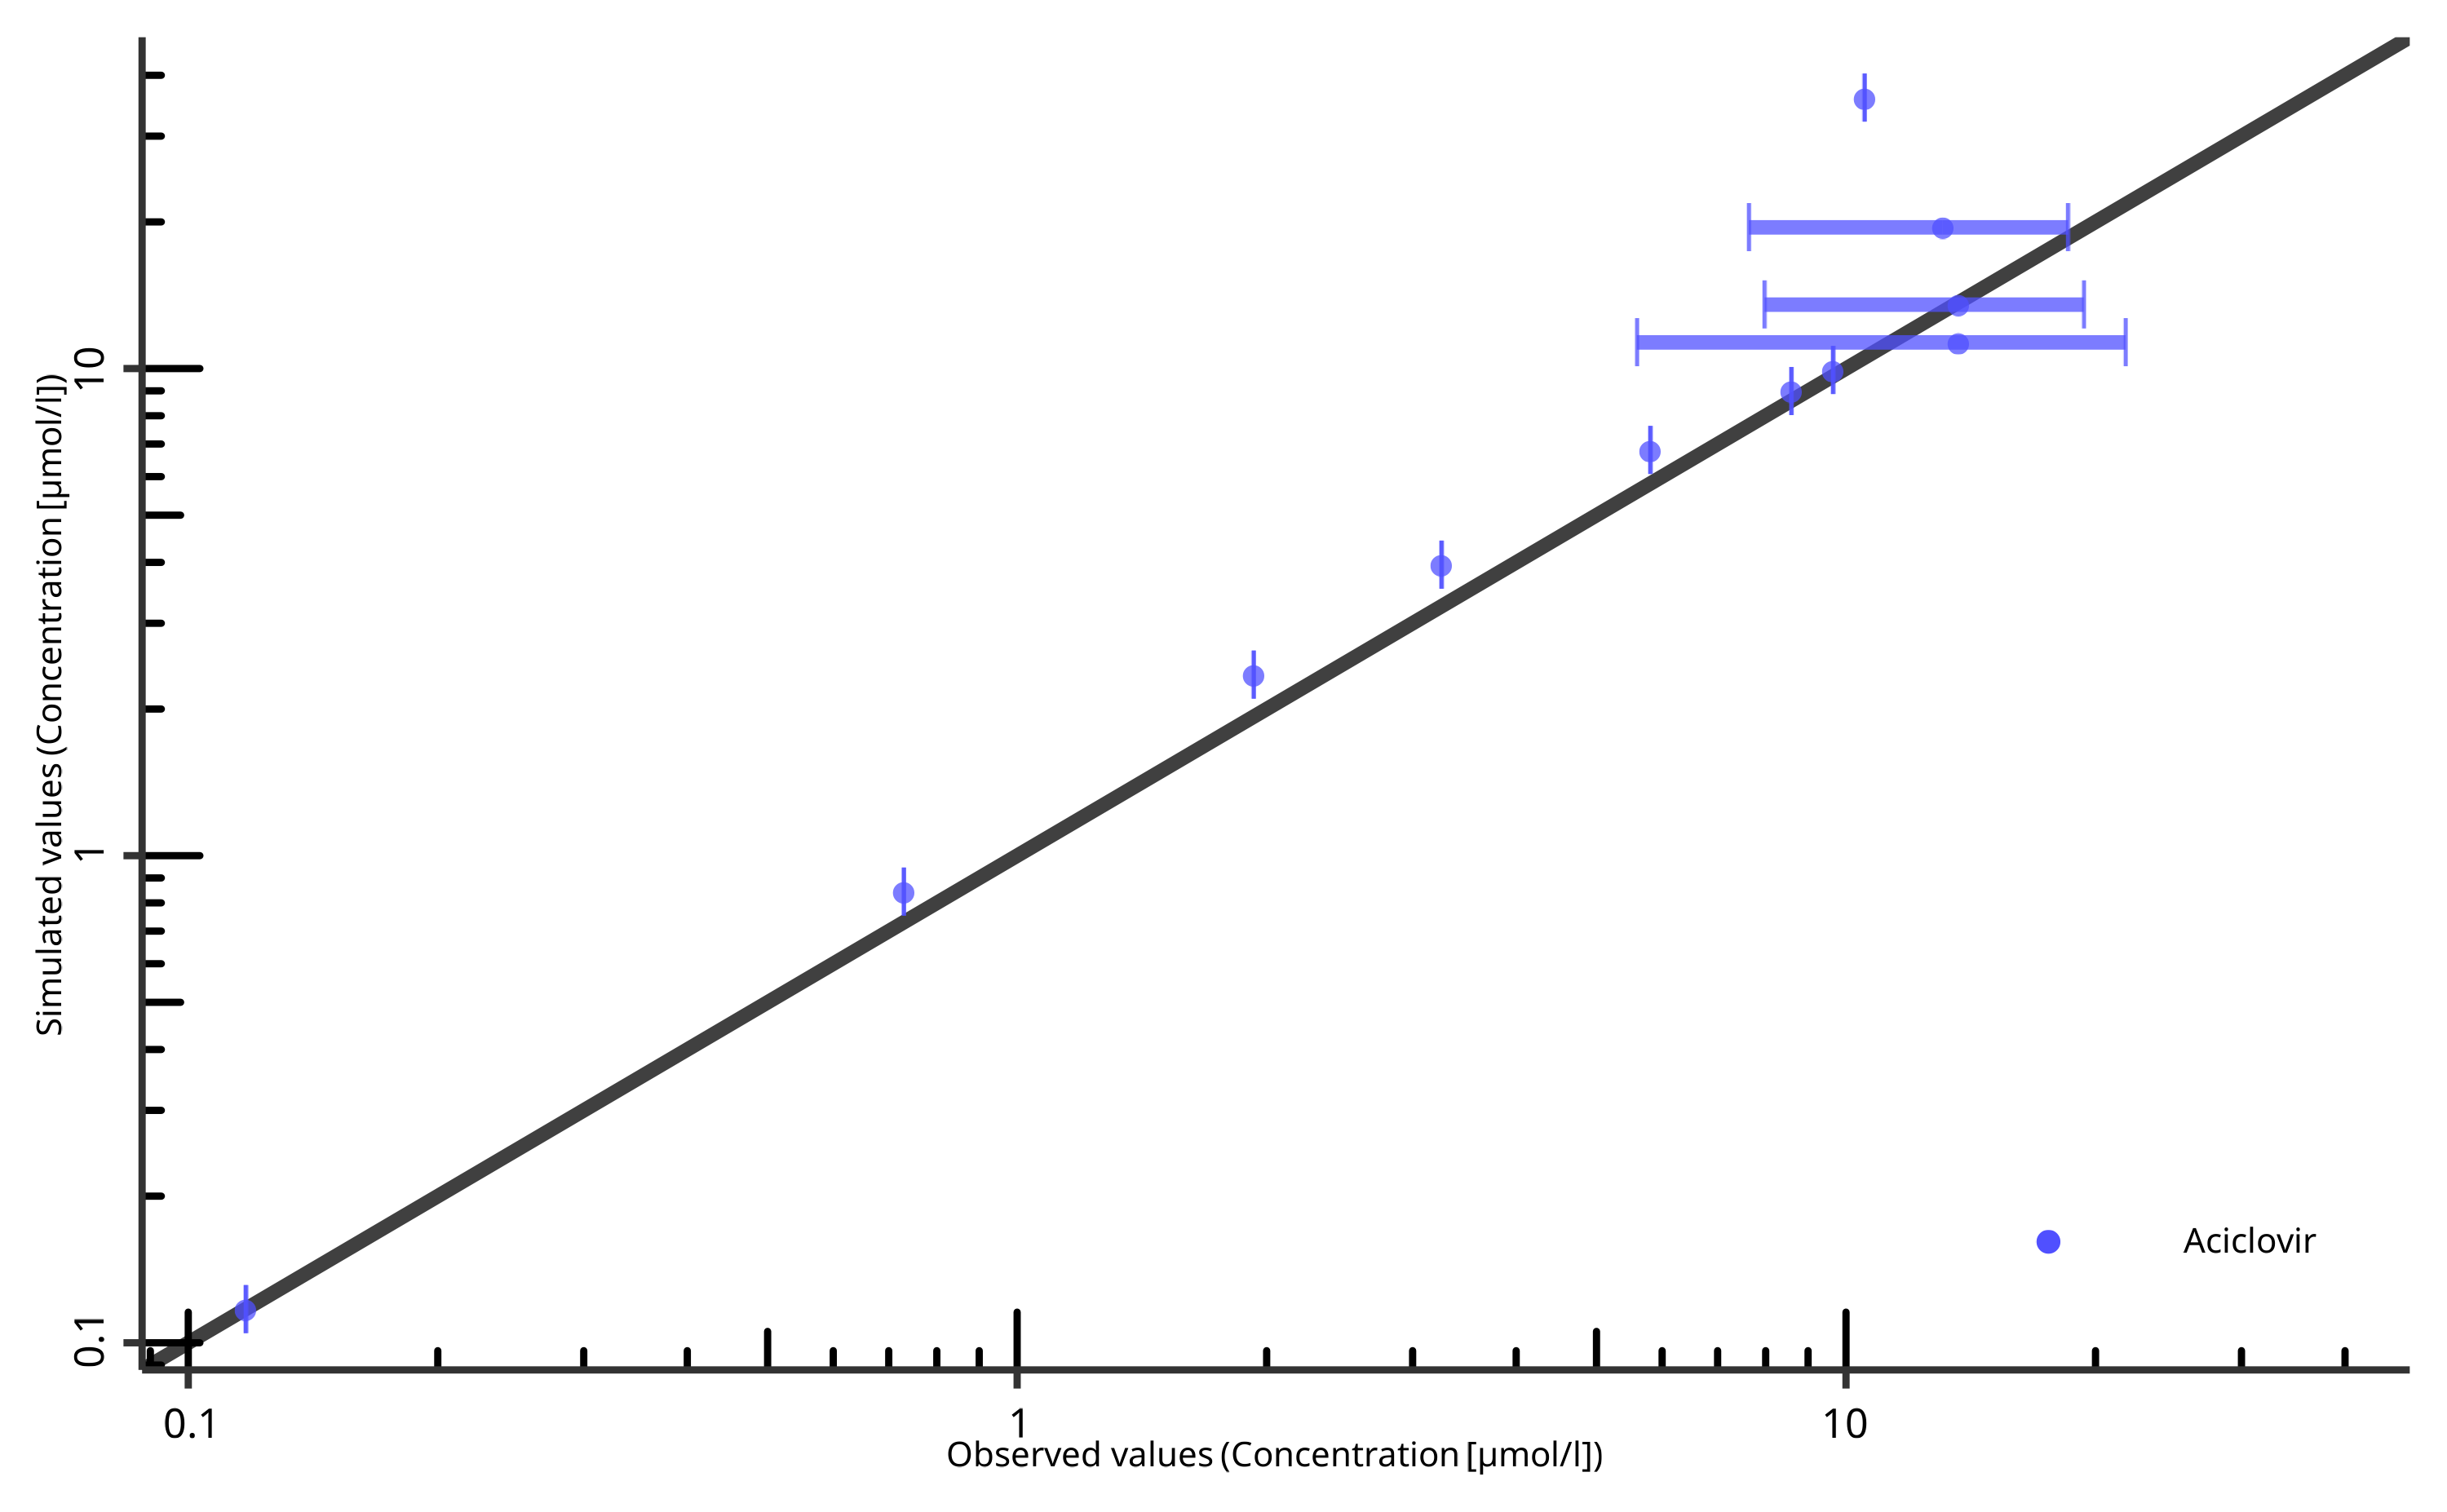 10
1
0.1
Simulated values (Concentration [µmol/l])
Aciclovir
0.1
1
10
Observed values (Concentration [µmol/l])